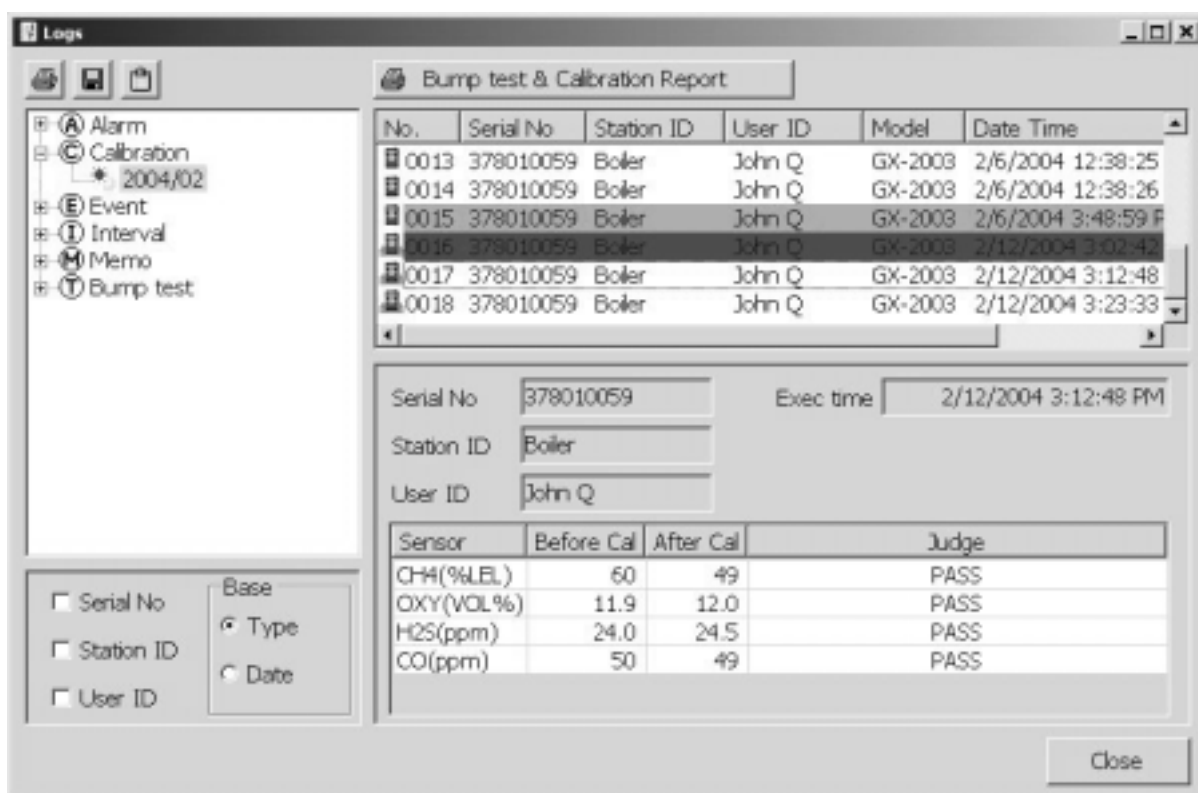 Logs
Bump test & Calibration Report
A Alarm
C Calibration
2004/02
E Event
I Interval
M Memo
T Bump test
No. Serial No Station ID User ID Model Date Time
0013 378010059 Boiler John Q GX-2003 2/6/2004 12:38:25
0014 378010059 Boiler John Q GX-2003 2/6/2004 12:38:26
0015 378010059 Boiler John Q GX-2003 2/6/2004 3:48:59 P
0016 378010059 Boiler John Q GX-2003 2/12/2004 3:02:42
0017 378010059 Boiler John Q GX-2003 2/12/2004 3:12:48
0018 378010059 Boiler John Q GX-2003 2/12/2004 3:23:33
Serial No 378010059 Exec time 2/12/2004 3:12:48 PM
Station ID Boiler
User ID John Q
Sensor Before Cal After Cal Judge
CH4(%LEL) 60 49 PASS
OXY(VOL%) 11.9 12.0 PASS
H2S(ppm) 24.0 24.5 PASS
CO(ppm) 50 49 PASS
Serial No
Station ID
User ID
Base
Type
Date
Close